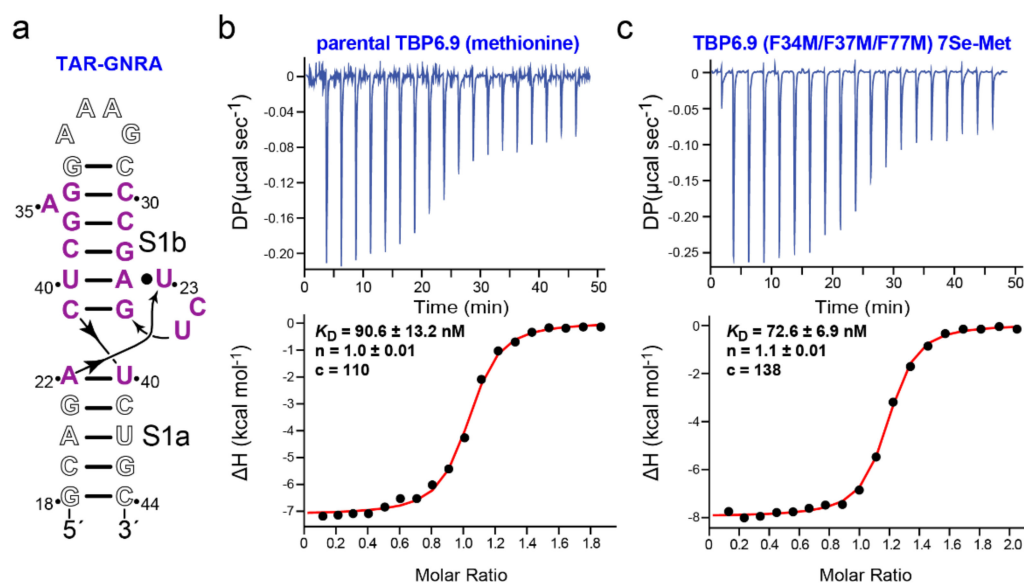 a
TAR-GNRA
A A
A G
G C
35 A G C 30
G C
C G S1b
40 U A U 23
C G C
U
22 A U 40
G C
A U S1a
C G
18 G C 44
5´ 3´
b
parental TBP6.9 (methionine)
DP(µcal sec-1)
0
-0.04
-0.08
-0.12
-0.16
-0.20
0 10 20 30 40 50
Time (min)
KD = 90.6 ± 13.2 nM
n = 1.0 ± 0.01
c = 110
ΔH (kcal mol-1)
0
-1
-2
-3
-4
-5
-6
-7
0 0.2 0.4 0.6 0.8 1.0 1.2 1.4 1.6 1.8
Molar Ratio
c
TBP6.9 (F34M/F37M/F77M) 7Se-Met
DP(µcal sec-1)
0
-0.05
-0.10
-0.15
-0.20
-0.25
0 10 20 30 40 50
Time (min)
KD = 72.6 ± 6.9 nM
n = 1.1 ± 0.01
c = 138
ΔH (kcal mol-1)
0
-2
-4
-6
-8
0 0.2 0.4 0.6 0.8 1.0 1.2 1.4 1.6 1.8 2.0
Molar Ratio